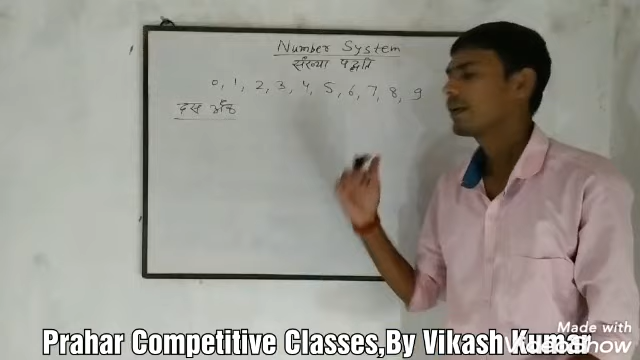 Number System
संख्या पद्धति
0, 1, 2, 3, 4, 5, 6, 7, 8, 9
दस अंक
Prahar Competitive Classes,By Vikash Kumar
Made with
VideoShow